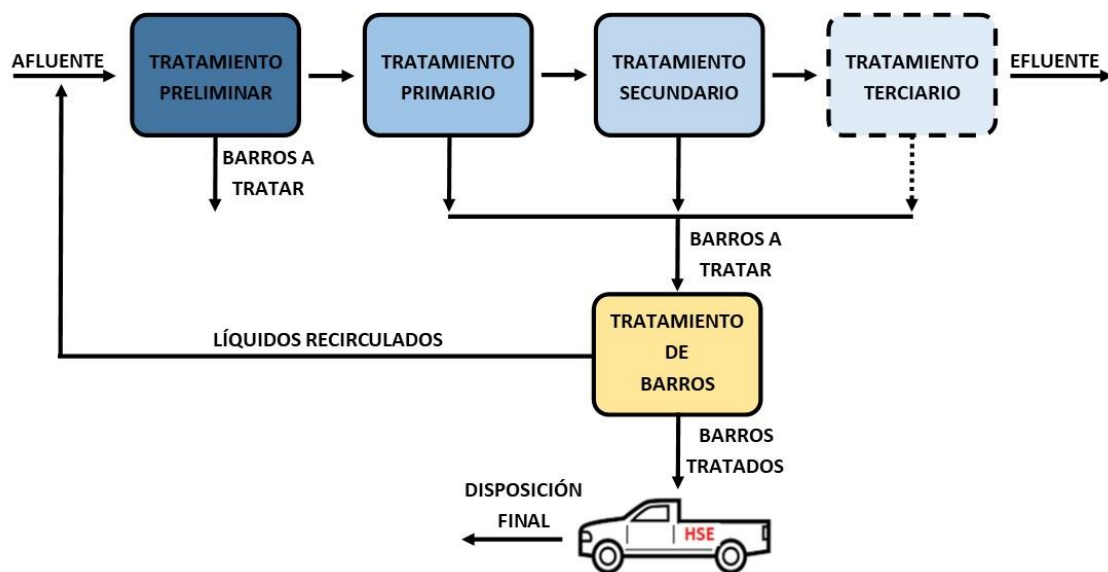 AFLUENTE
TRATAMIENTO
PRELIMINAR
TRATAMIENTO
PRIMARIO
TRATAMIENTO
SECUNDARIO
TRATAMIENTO
TERCIARIO
EFLUENTE
BARROS A
TRATAR
BARROS A
TRATAR
LÍQUIDOS RECIRCULADOS
TRATAMIENTO
DE
BARROS
BARROS
TRATADOS
DISPOSICIÓN
FINAL
HSE